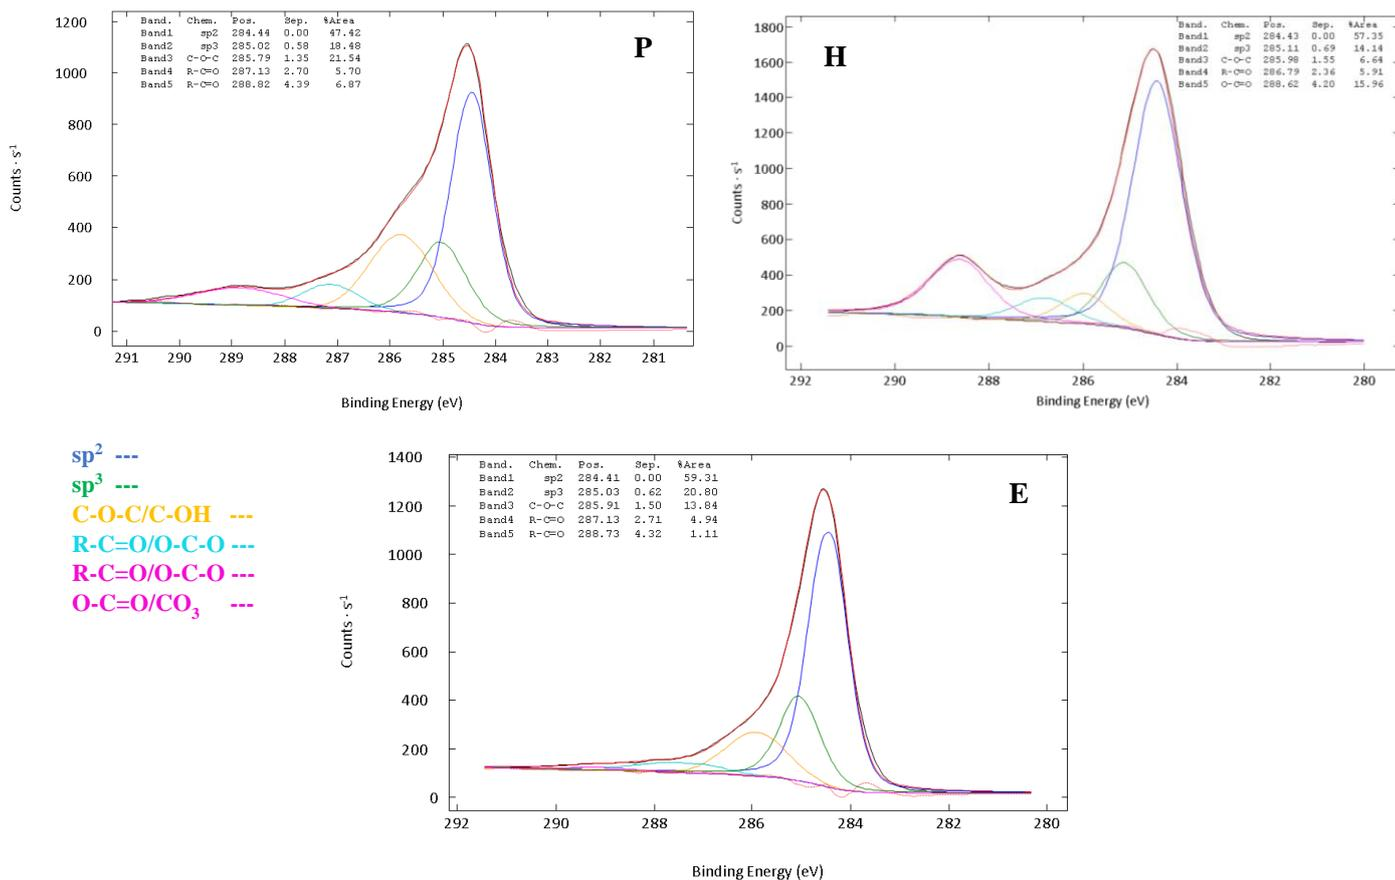 Band. Chem. Pos. Sep. %Area
Band1 sp2 284.44 0.00 47.42
Band2 sp3 285.02 0.58 18.48
Band3 C-O-C 285.79 1.35 21.54
Band4 R-C=O 287.13 2.70 5.70
Band5 R-C=O 288.82 4.39 6.87
P
1200
1000
800
600
400
200
0
Counts · s⁻¹
291 290 289 288 287 286 285 284 283 282 281
Binding Energy (eV)
Band. Chem. Pos. Sep. %Area
Band1 sp2 284.43 0.00 57.35
Band2 sp3 285.11 0.69 14.14
Band3 C-O-C 285.98 1.55 6.64
Band4 R-C=O 286.79 2.36 5.91
Band5 O-C=O 288.62 4.20 15.96
H
1800
1600
1400
1200
1000
800
600
400
200
0
Counts · s⁻¹
292 290 288 286 284 282 280
Binding Energy (eV)
sp² ---
sp³ ---
C-O-C/C-OH ---
R-C=O/O-C-O ---
R-C=O/O-C-O ---
O-C=O/CO₃ ---
Band. Chem. Pos. Sep. %Area
Band1 sp2 284.41 0.00 59.31
Band2 sp3 285.03 0.62 20.80
Band3 C-O-C 285.91 1.50 13.84
Band4 R-C=O 287.13 2.71 4.94
Band5 R-C=O 288.73 4.32 1.11
E
1400
1200
1000
800
600
400
200
0
Counts · s⁻¹
292 290 288 286 284 282 280
Binding Energy (eV)